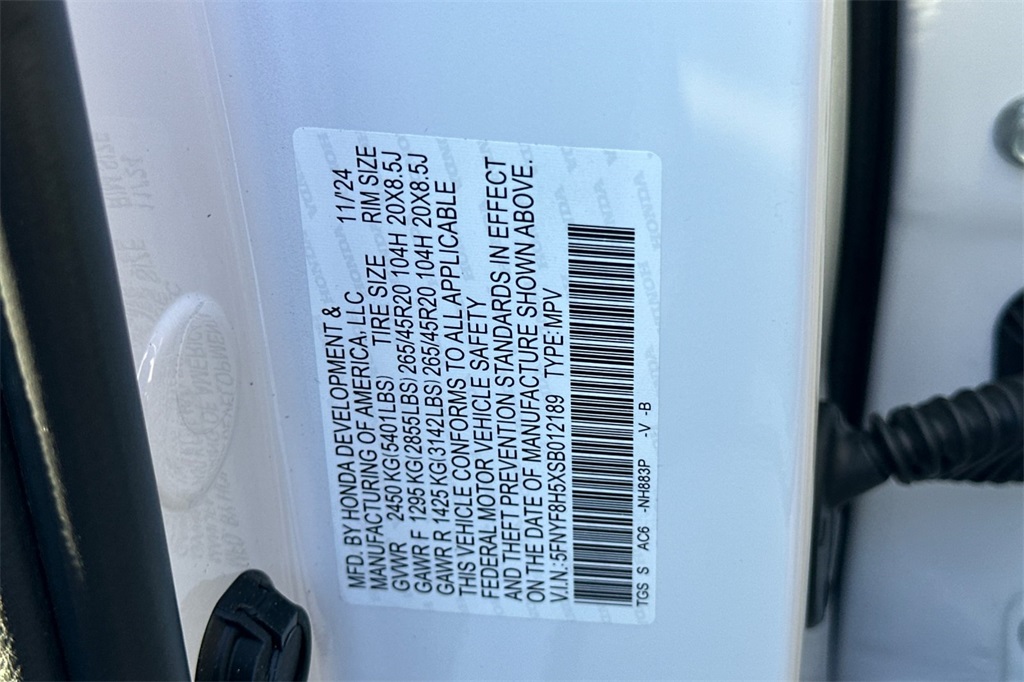 MFD. BY HONDA DEVELOPMENT &
MANUFACTURING OF AMERICA, LLC 11/'24
GVWR 2450 KG(5401LBS) TIRE SIZE RIM SIZE
GAWR F 1295 KG(2855LBS) 265/45R20 104H 20X8.5J
GAWR R 1425 KG(3142LBS) 265/45R20 104H 20X8.5J
THIS VEHICLE CONFORMS TO ALL APPLICABLE
FEDERAL MOTOR VEHICLE SAFETY
AND THEFT PREVENTION STANDARDS IN EFFECT
ON THE DATE OF MANUFACTURE SHOWN ABOVE.
V.I.N.:5FNYF8H5XSB012189 TYPE:MPV
TGS S AC6 -NH883P -V -B
HONDA